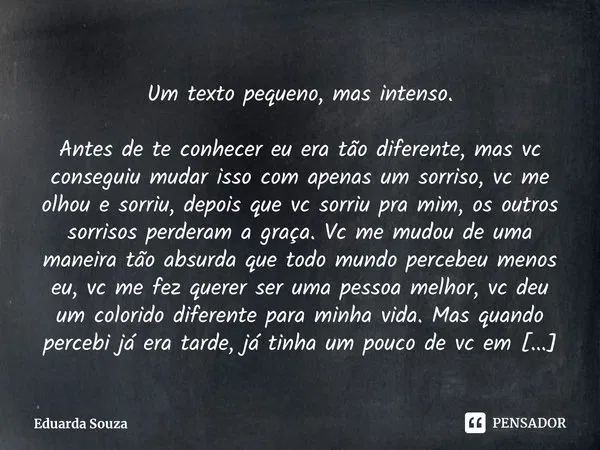 Um texto pequeno, mas intenso.
Antes de te conhecer eu era tão diferente, mas vc
conseguiu mudar isso com apenas um sorriso, vc me
olhou e sorriu, depois que vc sorriu pra mim, os outros
sorrisos perderam a graça. Vc me mudou de uma
maneira tão absurda que todo mundo percebeu menos
eu, vc me fez querer ser uma pessoa melhor, vc deu
um colorido diferente para minha vida. Mas quando
percebi já era tarde, já tinha um pouco de vc em [...]
Eduarda Souza
PENSADOR